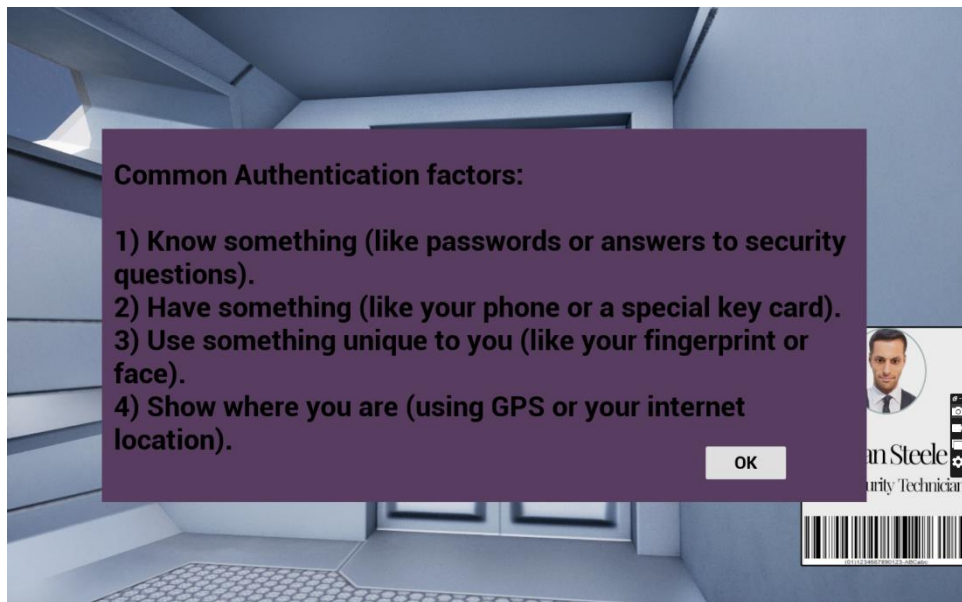 Common Authentication factors:
1) Know something (like passwords or answers to security
questions).
2) Have something (like your phone or a special key card).
3) Use something unique to you (like your fingerprint or
face).
4) Show where you are (using GPS or your internet
location).
OK
Steele
Technician